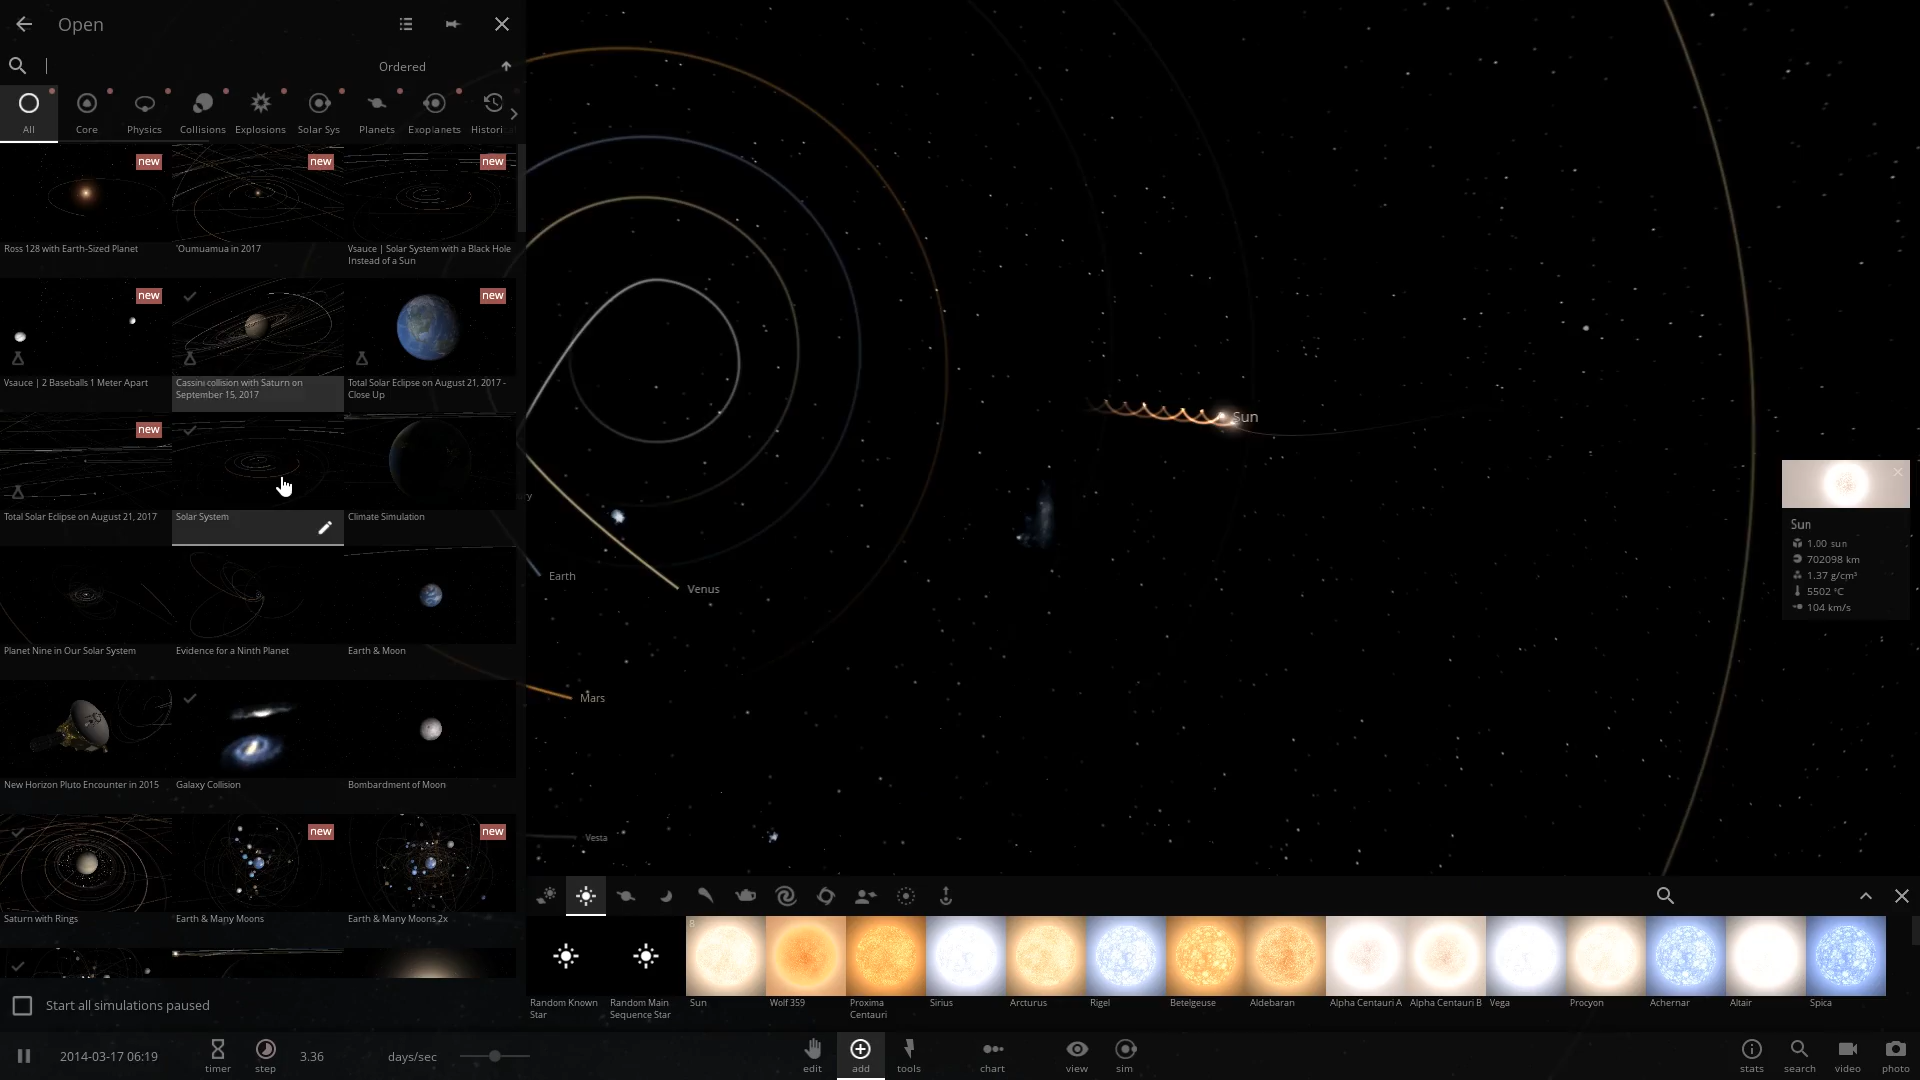 Open
Ordered
All
Core
Physics
Collisions
Explosions
Solar Sys
Planets
Exoplanets
Histori
new
new
new
Ross 128 with Earth-Sized Planet
'Oumuamua in 2017
Vsauce | Solar System with a Black Hole
Instead of a Sun
new
new
Vsauce | 2 Baseballs 1 Meter Apart
Cassini collision with Saturn on
September 15, 2017
Total Solar Eclipse on August 21, 2017 -
Close Up
new
Total Solar Eclipse on August 21, 2017
Solar System
Climate Simulation
Planet Nine in Our Solar System
Evidence for a Ninth Planet
Earth & Moon
New Horizon Pluto Encounter in 2015
Galaxy Collision
Bombardment of Moon
new
new
Saturn with Rings
Earth & Many Moons
Earth & Many Moons 2x
Start all simulations paused
Sun
ry
Earth
Venus
Mars
Vesta
Sun
1.00 sun
702098 km
1.37 g/cm³
5502 °C
104 km/s
8
Random Known
Star
Random Main
Sequence Star
Sun
Wolf 359
Proxima
Centauri
Sirius
Arcturus
Rigel
Betelgeuse
Aldebaran
Alpha Centauri A
Alpha Centauri B
Vega
Procyon
Achernar
Altair
Spica
2014-03-17 06:19
timer
step
3.36
days/sec
edit
add
tools
chart
view
sim
stats
search
video
photo